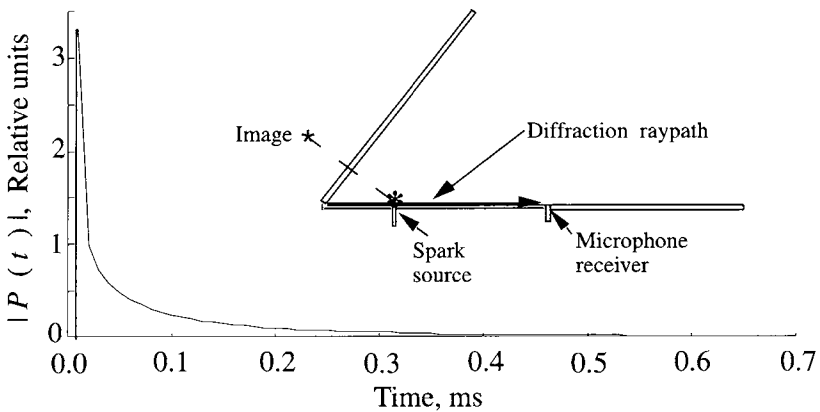 |P (t)|, Relative units
3
2
1
0
Image
Diffraction raypath
Spark
source
Microphone
receiver
0.0
0.1
0.2
0.3
0.4
0.5
0.6
0.7
Time, ms